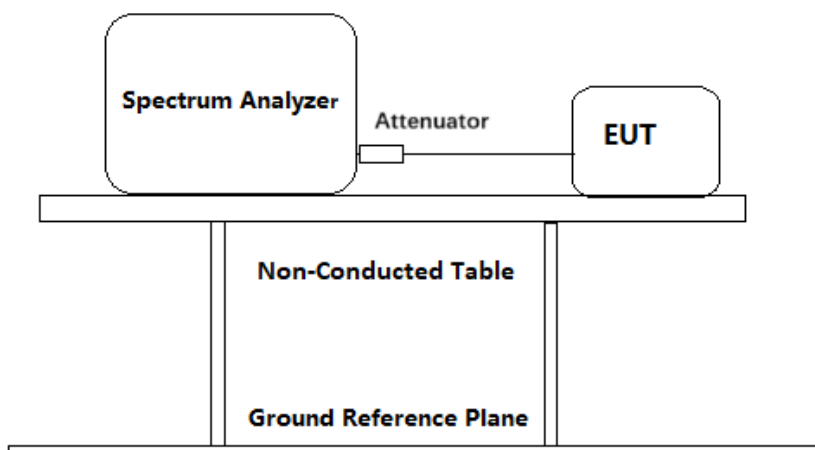 Spectrum Analyzer
Attenuator
EUT
Non-Conducted Table
Ground Reference Plane